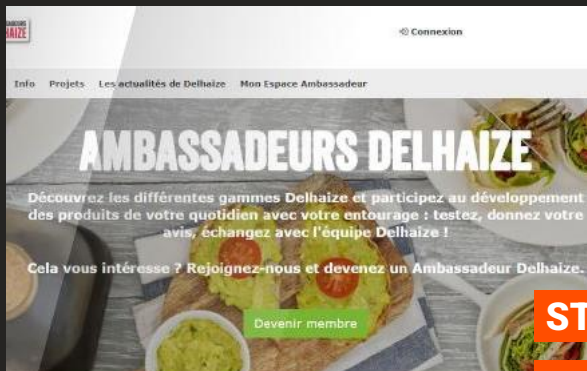 HAIZE
Connexion
Info Projets Les actualités de Delhaize Mon Espace Ambassadeur
AMBASSADEURS DELHAIZE
Découvrez les différentes gammes Delhaize et participez au développement
des produits de votre quotidien avec votre entourage : testez, donnez votre
avis, échangez avec l'équipe Delhaize !
Cela vous intéresse ? Rejoignez-nous et devenez un Ambassadeur Delhaize.
Devenir membre
ST